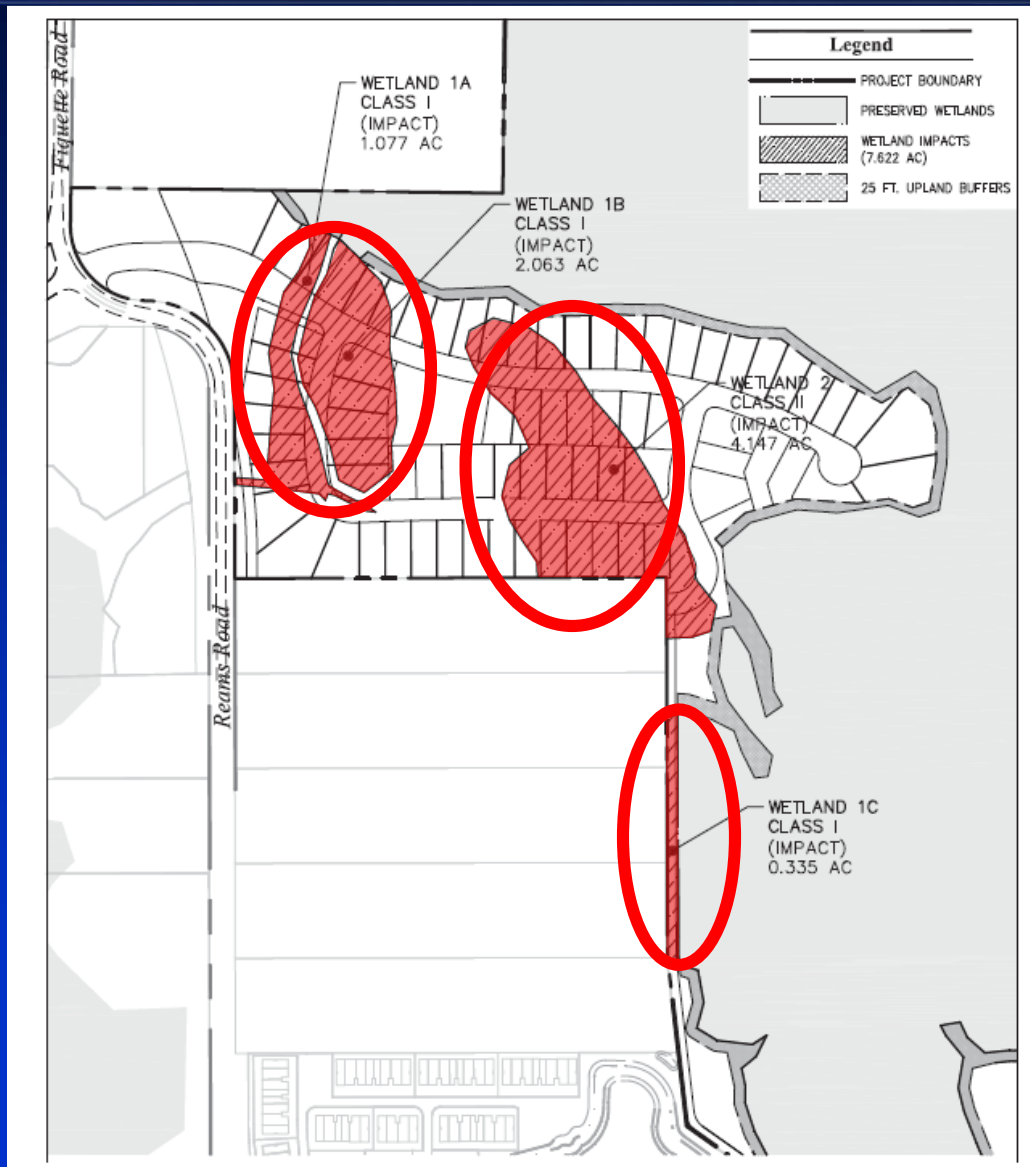 Legend
PROJECT BOUNDARY
PRESERVED WETLANDS
WETLAND IMPACTS
(7.622 AC)
25 FT. UPLAND BUFFERS
Fiquette Road
WETLAND 1A
CLASS I
(IMPACT)
1.077 AC
WETLAND 1B
CLASS I
(IMPACT)
2.063 AC
WETLAND 2
CLASS II
(IMPACT)
4.147 AC
Reams Road
WETLAND 1C
CLASS I
(IMPACT)
0.335 AC